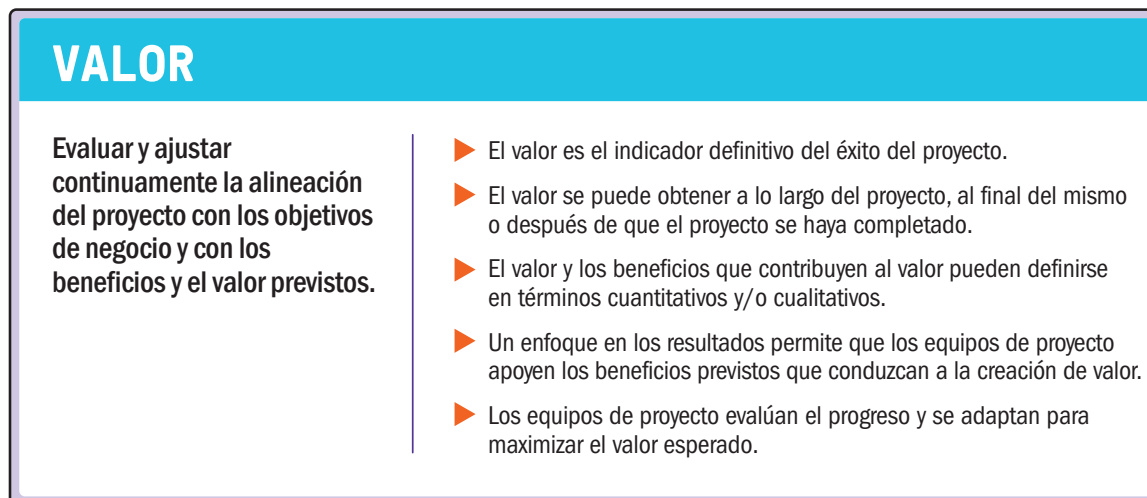 VALOR
Evaluar y ajustar
continuamente la alineación
del proyecto con los objetivos
de negocio y con los
beneficios y el valor previstos.
El valor es el indicador definitivo del éxito del proyecto.
El valor se puede obtener a lo largo del proyecto, al final del mismo
o después de que el proyecto se haya completado.
El valor y los beneficios que contribuyen al valor pueden definirse
en términos cuantitativos y/o cualitativos.
Un enfoque en los resultados permite que los equipos de proyecto
apoyen los beneficios previstos que conduzcan a la creación de valor.
Los equipos de proyecto evalúan el progreso y se adaptan para
maximizar el valor esperado.